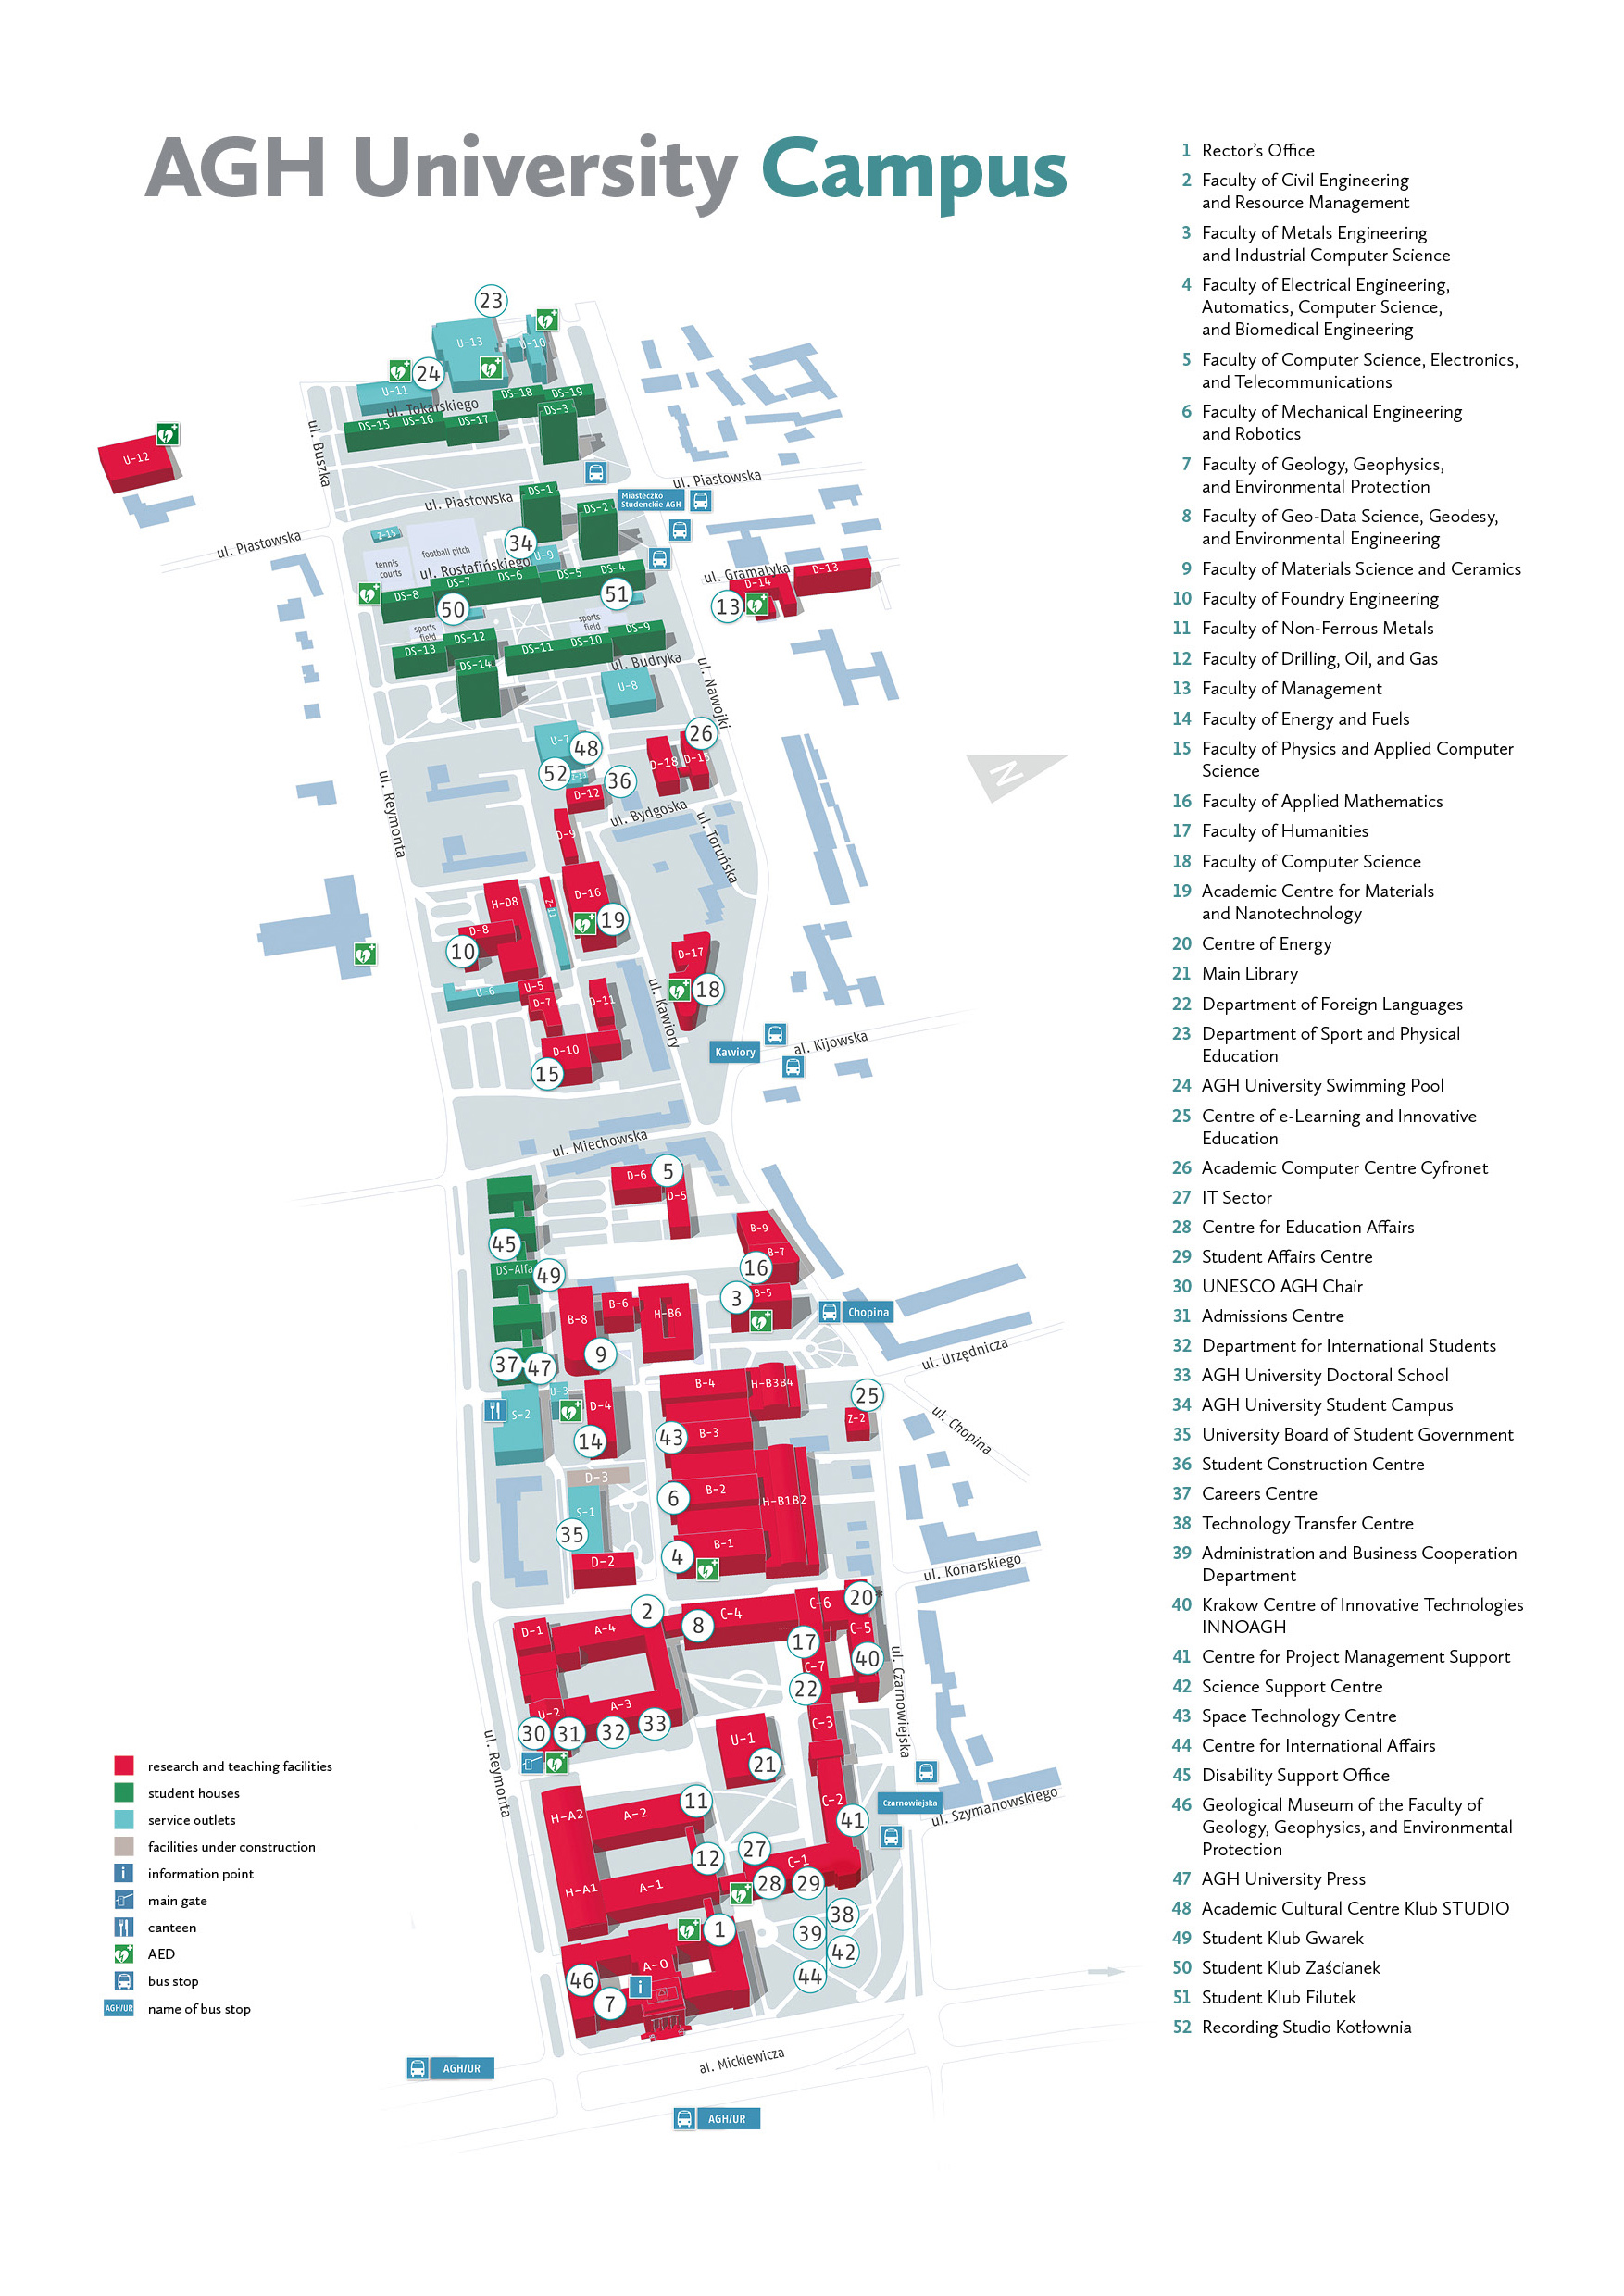 AGH University Campus
1 Rector's Office
2 Faculty of Civil Engineering
and Resource Management
3 Faculty of Metals Engineering
and Industrial Computer Science
4 Faculty of Electrical Engineering,
Automatics, Computer Science,
and Biomedical Engineering
5 Faculty of Computer Science, Electronics,
and Telecommunications
6 Faculty of Mechanical Engineering
and Robotics
7 Faculty of Geology, Geophysics,
and Environmental Protection
8 Faculty of Geo-Data Science, Geodesy,
and Environmental Engineering
9 Faculty of Materials Science and Ceramics
10 Faculty of Foundry Engineering
11 Faculty of Non-Ferrous Metals
12 Faculty of Drilling, Oil, and Gas
13 Faculty of Management
14 Faculty of Energy and Fuels
15 Faculty of Physics and Applied Computer
Science
16 Faculty of Applied Mathematics
17 Faculty of Humanities
18 Faculty of Computer Science
19 Academic Centre for Materials
and Nanotechnology
20 Centre of Energy
21 Main Library
22 Department of Foreign Languages
23 Department of Sport and Physical
Education
24 AGH University Swimming Pool
25 Centre of e-Learning and Innovative
Education
26 Academic Computer Centre Cyfronet
27 IT Sector
28 Centre for Education Affairs
29 Student Affairs Centre
30 UNESCO AGH Chair
31 Admissions Centre
32 Department for International Students
33 AGH University Doctoral School
34 AGH University Student Campus
35 University Board of Student Government
36 Student Construction Centre
37 Careers Centre
38 Technology Transfer Centre
39 Administration and Business Cooperation
Department
40 Krakow Centre of Innovative Technologies
INNOAGH
41 Centre for Project Management Support
42 Science Support Centre
43 Space Technology Centre
44 Centre for International Affairs
45 Disability Support Office
46 Geological Museum of the Faculty of
Geology, Geophysics, and Environmental
Protection
47 AGH University Press
48 Academic Cultural Centre Klub STUDIO
49 Student Klub Gwarek
50 Student Klub Zaścianek
51 Student Klub Filutek
52 Recording Studio Kotłownia
23
U-13
U-10
24
U-11
ul. Tokarskiego
DS-18
DS-19
DS-3
DS-15
DS-16
DS-17
ul. Buszka
U-12
ul. Piastowska
ul. Piastowska
ul. Piastowska
Miasteczko
Studenckie AGH
DS-1
DS-2
Z-15
football pitch
tennis
courts
34
U-9
ul. Rostafińskiego
DS-8
DS-7
DS-6
DS-5
DS-4
50
51
sports
field
sports
field
ul. Gramatyka
D-14
D-13
13
DS-13
DS-12
DS-14
DS-11
DS-10
DS-9
ul. Budryka
U-8
ul. Nawojki
U-7
48
52
36
26
D-18
D-15
D-12
ul. Bydgoska
D-9
ul. Toruńska
ul. Reymonta
N
H-D8
D-8
10
Z-11
D-16
19
D-17
18
U-6
U-5
D-7
D-11
ul. Kawiory
D-10
15
Kawiory
al. Kijowska
ul. Miechowska
D-6
5
D-5
45
DS-Alfa
49
B-9
B-7
16
3
B-5
B-8
B-6
H-B6
9
37
47
Chopina
ul. Urzędnicza
ul. Chopina
S-2
U-3
D-4
14
B-4
H-B3B4
25
Z-2
43
B-3
D-3
S-1
35
D-2
6
B-2
H-B1B2
4
B-1
ul. Konarskiego
D-1
A-4
2
8
C-4
C-6
20*
C-5
17
C-7
40
22
U-2
A-3
30
31
32
33
C-3
ul. Czarnowiejska
U-1
21
ul. Reymonta
H-A2
A-2
11
C-2
41
Czarnowiejska
ul. Szymanowskiego
12
27
C-1
H-A1
A-1
28
29
1
38
39
42
44
A-0
46
7
al. Mickiewicza
AGH/UR
AGH/UR
research and teaching facilities
student houses
service outlets
facilities under construction
i information point
main gate
canteen
AED
bus stop
AGH/UR name of bus stop